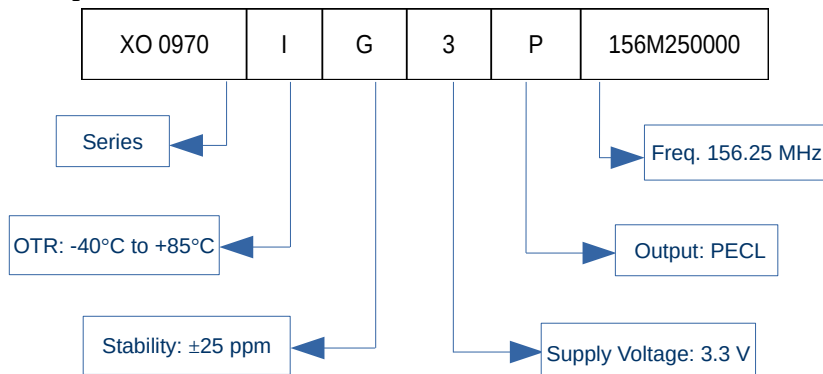 XO 0970 I G 3 P 156M250000
Series
Freq. 156.25 MHz
OTR: -40°C to +85°C
Output: PECL
Stability: ±25 ppm
Supply Voltage: 3.3 V